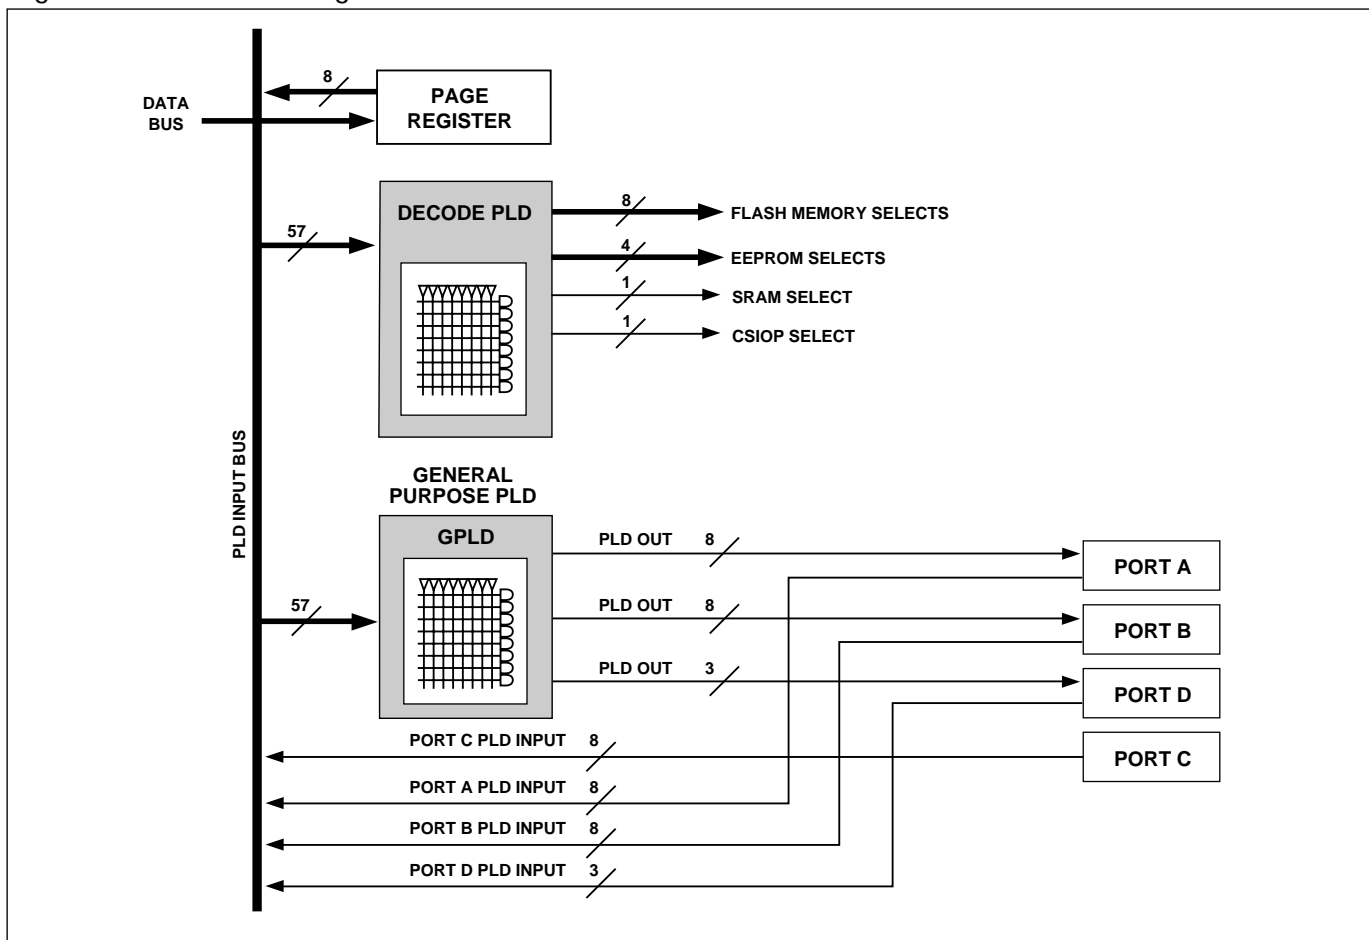 8
DATA
BUS
PAGE
REGISTER
DECODE PLD
57
8
FLASH MEMORY SELECTS
4
EEPROM SELECTS
1
SRAM SELECT
1
CSIOP SELECT
PLD INPUT BUS
GENERAL
PURPOSE PLD
GPLD
57
PLD OUT 8
PORT A
PLD OUT 8
PORT B
PLD OUT 3
PORT D
PORT C PLD INPUT 8
PORT C
PORT A PLD INPUT 8
PORT B PLD INPUT 8
PORT D PLD INPUT 3